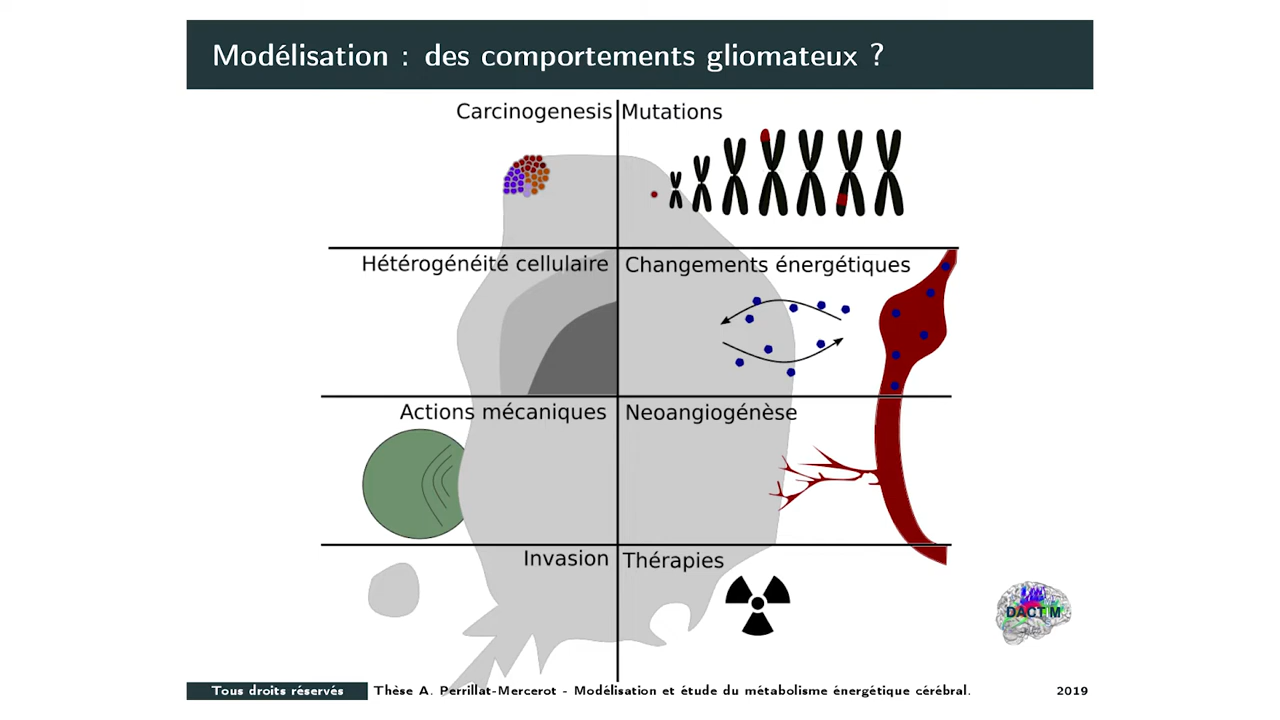 Modélisation : des comportements gliomateux ?
Carcinogenesis
Mutations
Hétérogénéité cellulaire
Changements énergétiques
Actions mécaniques
Neoangiogénèse
Invasion
Thérapies
DACTIM
Tous droits réservés
Thèse A. Perrillat-Mercerot - Modélisation et étude du métabolisme énergétique cérébral.
2019